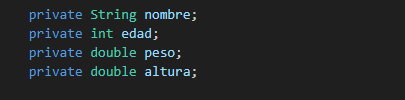 private String nombre;
private int edad;
private double peso;
private double altura;